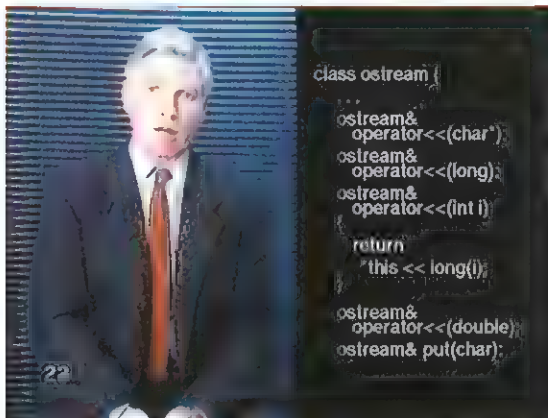 class ostream {
...
ostream&
operator<<(char*);
ostream&
operator<<(long);
ostream&
operator<<(int i)
return
*this << long(i);
ostream&
operator<<(double);
ostream& put(char);